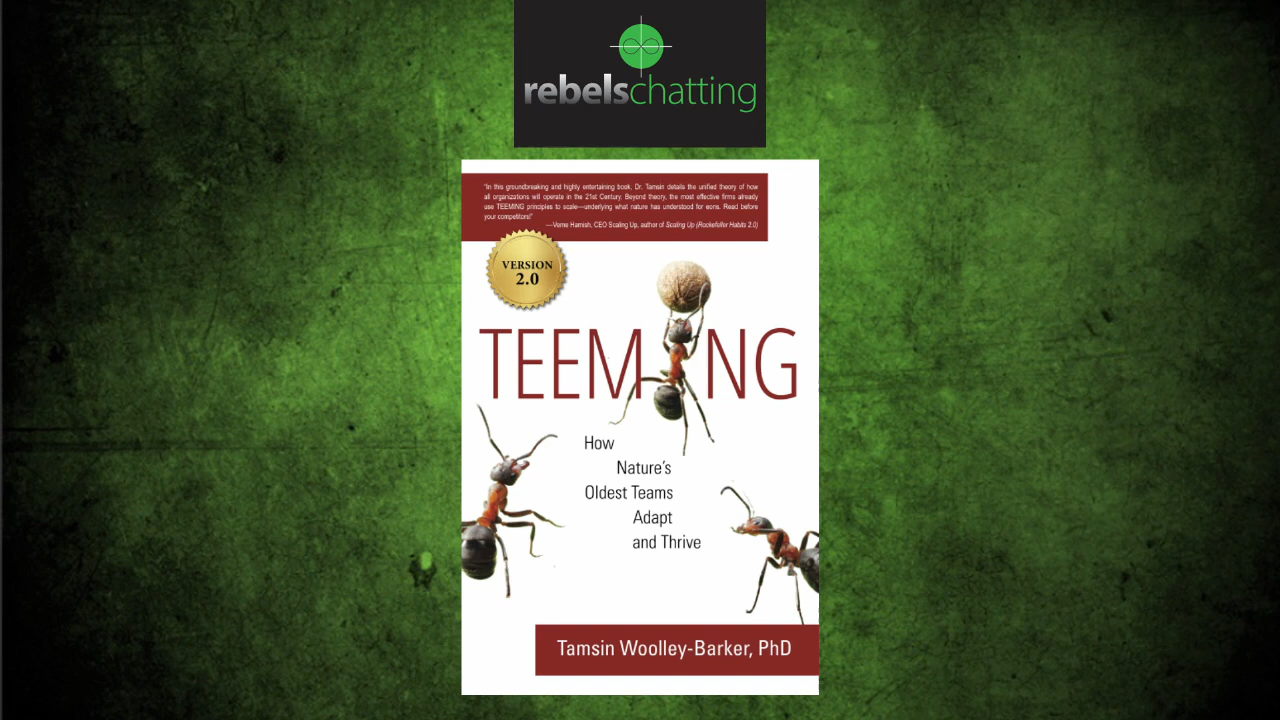 rebelschatting
"In this groundbreaking and highly entertaining book, Dr. Tamsin details the unified theory of how
all organizations will operate in the 21st Century. Beyond theory, the most effective firms already
use TEEMING principles to scale—underlying what nature has understood for eons. Read before
your competitors!"
—Verne Harnish, CEO Scaling Up, author of Scaling Up (Rockefeller Habits 2.0)
VERSION
2.0
TEEMING
How
Nature's
Oldest Teams
Adapt
and Thrive
Tamsin Woolley-Barker, PhD